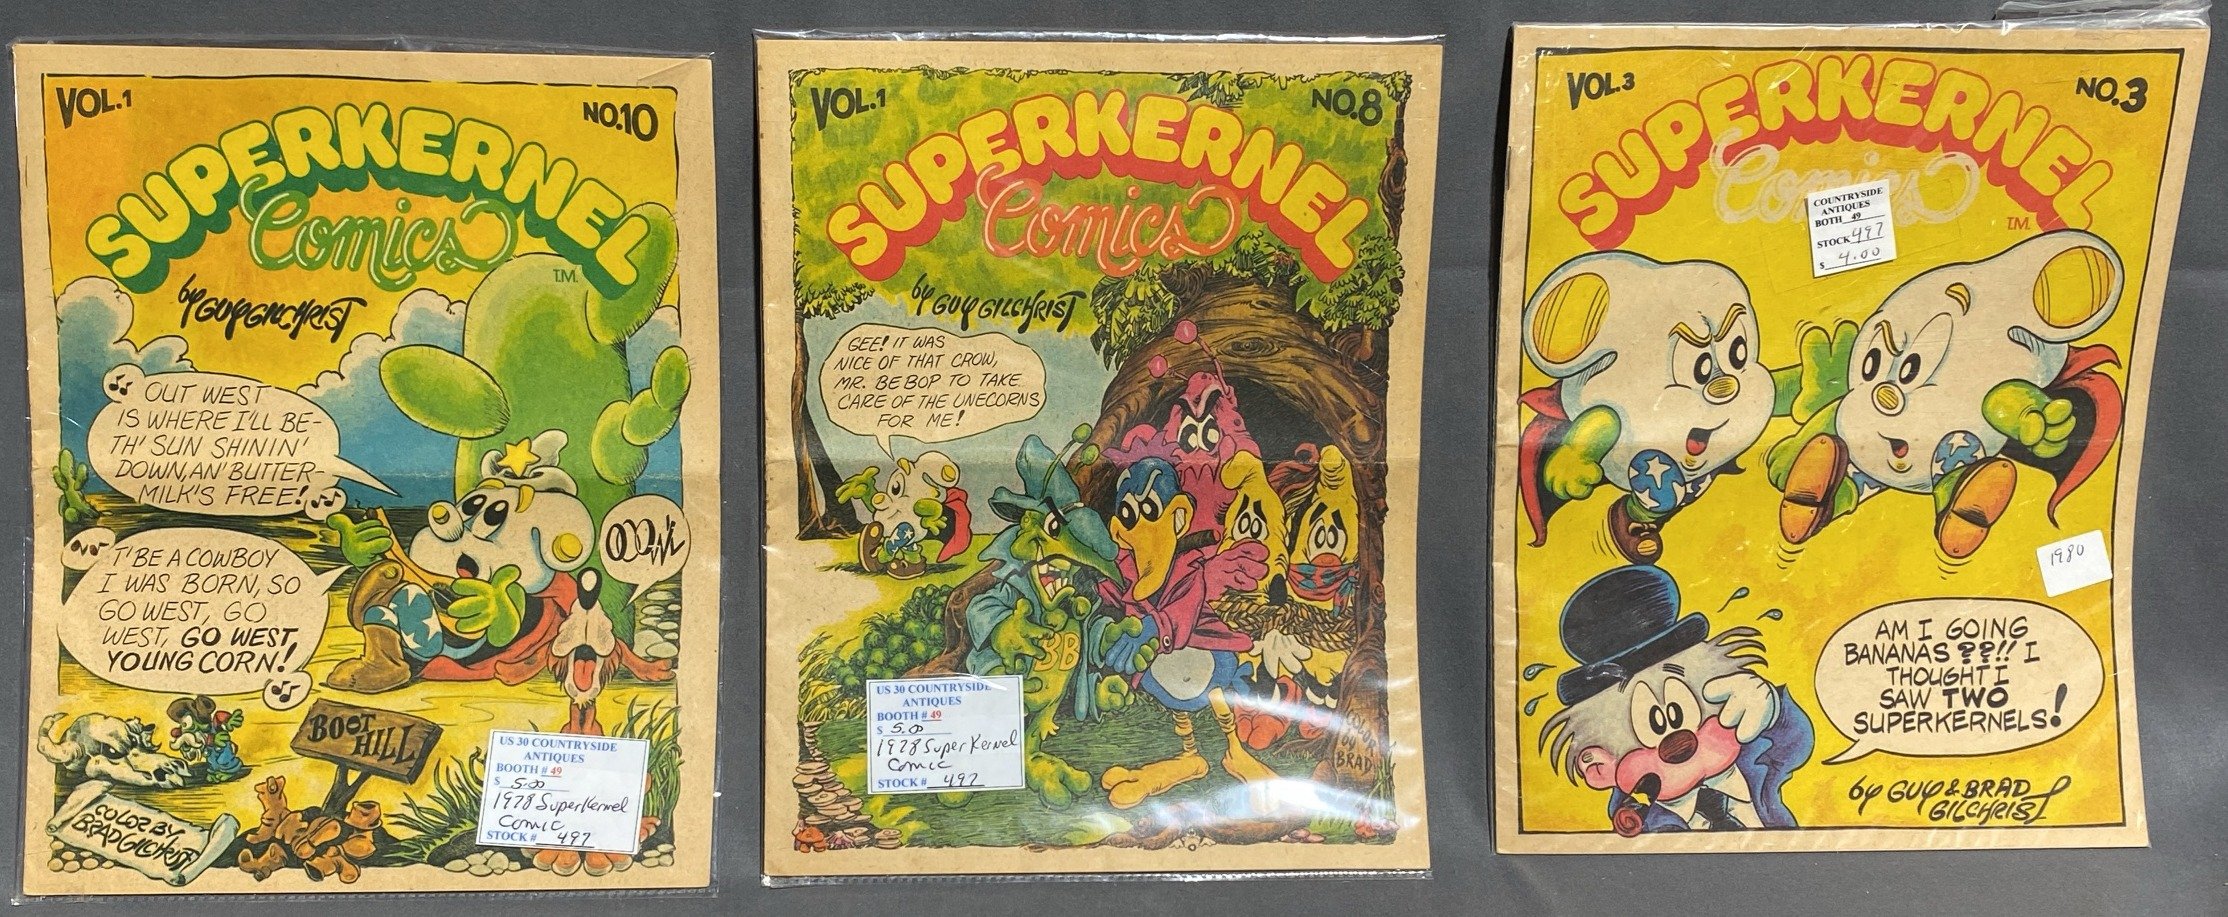 VOL.1
NO.10
SUPERKERNEL
Comics
T.M.
by GUY GILCHRIST
OUT WEST
IS WHERE I'LL BE-
TH' SUN SHININ'
DOWN, AN' BUTTER-
MILK'S FREE!
T'BE A COWBOY
I WAS BORN, SO
GO WEST, GO
WEST, GO WEST,
YOUNG CORN!
BOOT
HILL
COLOR BY
BRAD GILCHRIST
US 30 COUNTRYSIDE
ANTIQUES
BOOTH # 49
$ 5.00
1978 SuperKernel
Comic
STOCK # 497
VOL.1
NO.8
SUPERKERNEL
Comics
by GUY GILCHRIST
GEE! IT WAS
NICE OF THAT CROW,
MR. BEBOP TO TAKE
CARE OF THE UNECORNS
FOR ME!
BB
COLOR
BY
BRAD
US 30 COUNTRYSIDE
ANTIQUES
BOOTH # 49
$ 5.00
1978 Super Kernel
Comic
STOCK # 497
VOL.3
NO.3
SUPERKERNEL
Comics
T.M.
COUNTRYSIDE
ANTIQUES
BOTH 49
STOCK 497
$ 4.00
1980
AM I GOING
BANANAS ??!! I
THOUGHT I
SAW TWO
SUPERKERNELS!
by GUY & BRAD
GILCHRIST